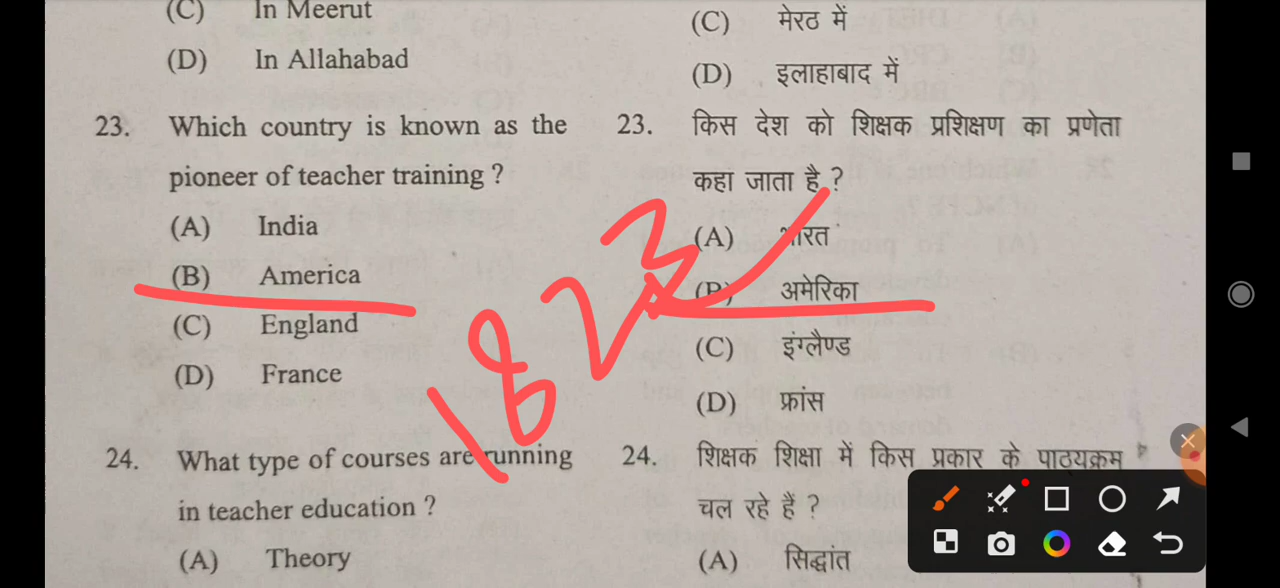 (C) In Meerut
(D) In Allahabad
23. Which country is known as the
pioneer of teacher training ?
(A) India
(B) America
(C) England
(D) France
24. What type of courses are running
in teacher education ?
(A) Theory
(C) मेरठ में
(D) इलाहाबाद में
23. किस देश को शिक्षक प्रशिक्षण का प्रणेता
कहा जाता है ?
(A) भारत
(B) अमेरिका
(C) इंग्लैण्ड
(D) फ्रांस
24. शिक्षक शिक्षा में किस प्रकार के पाठ्यक्रम
चल रहे हैं ?
(A) सिद्धांत
1823